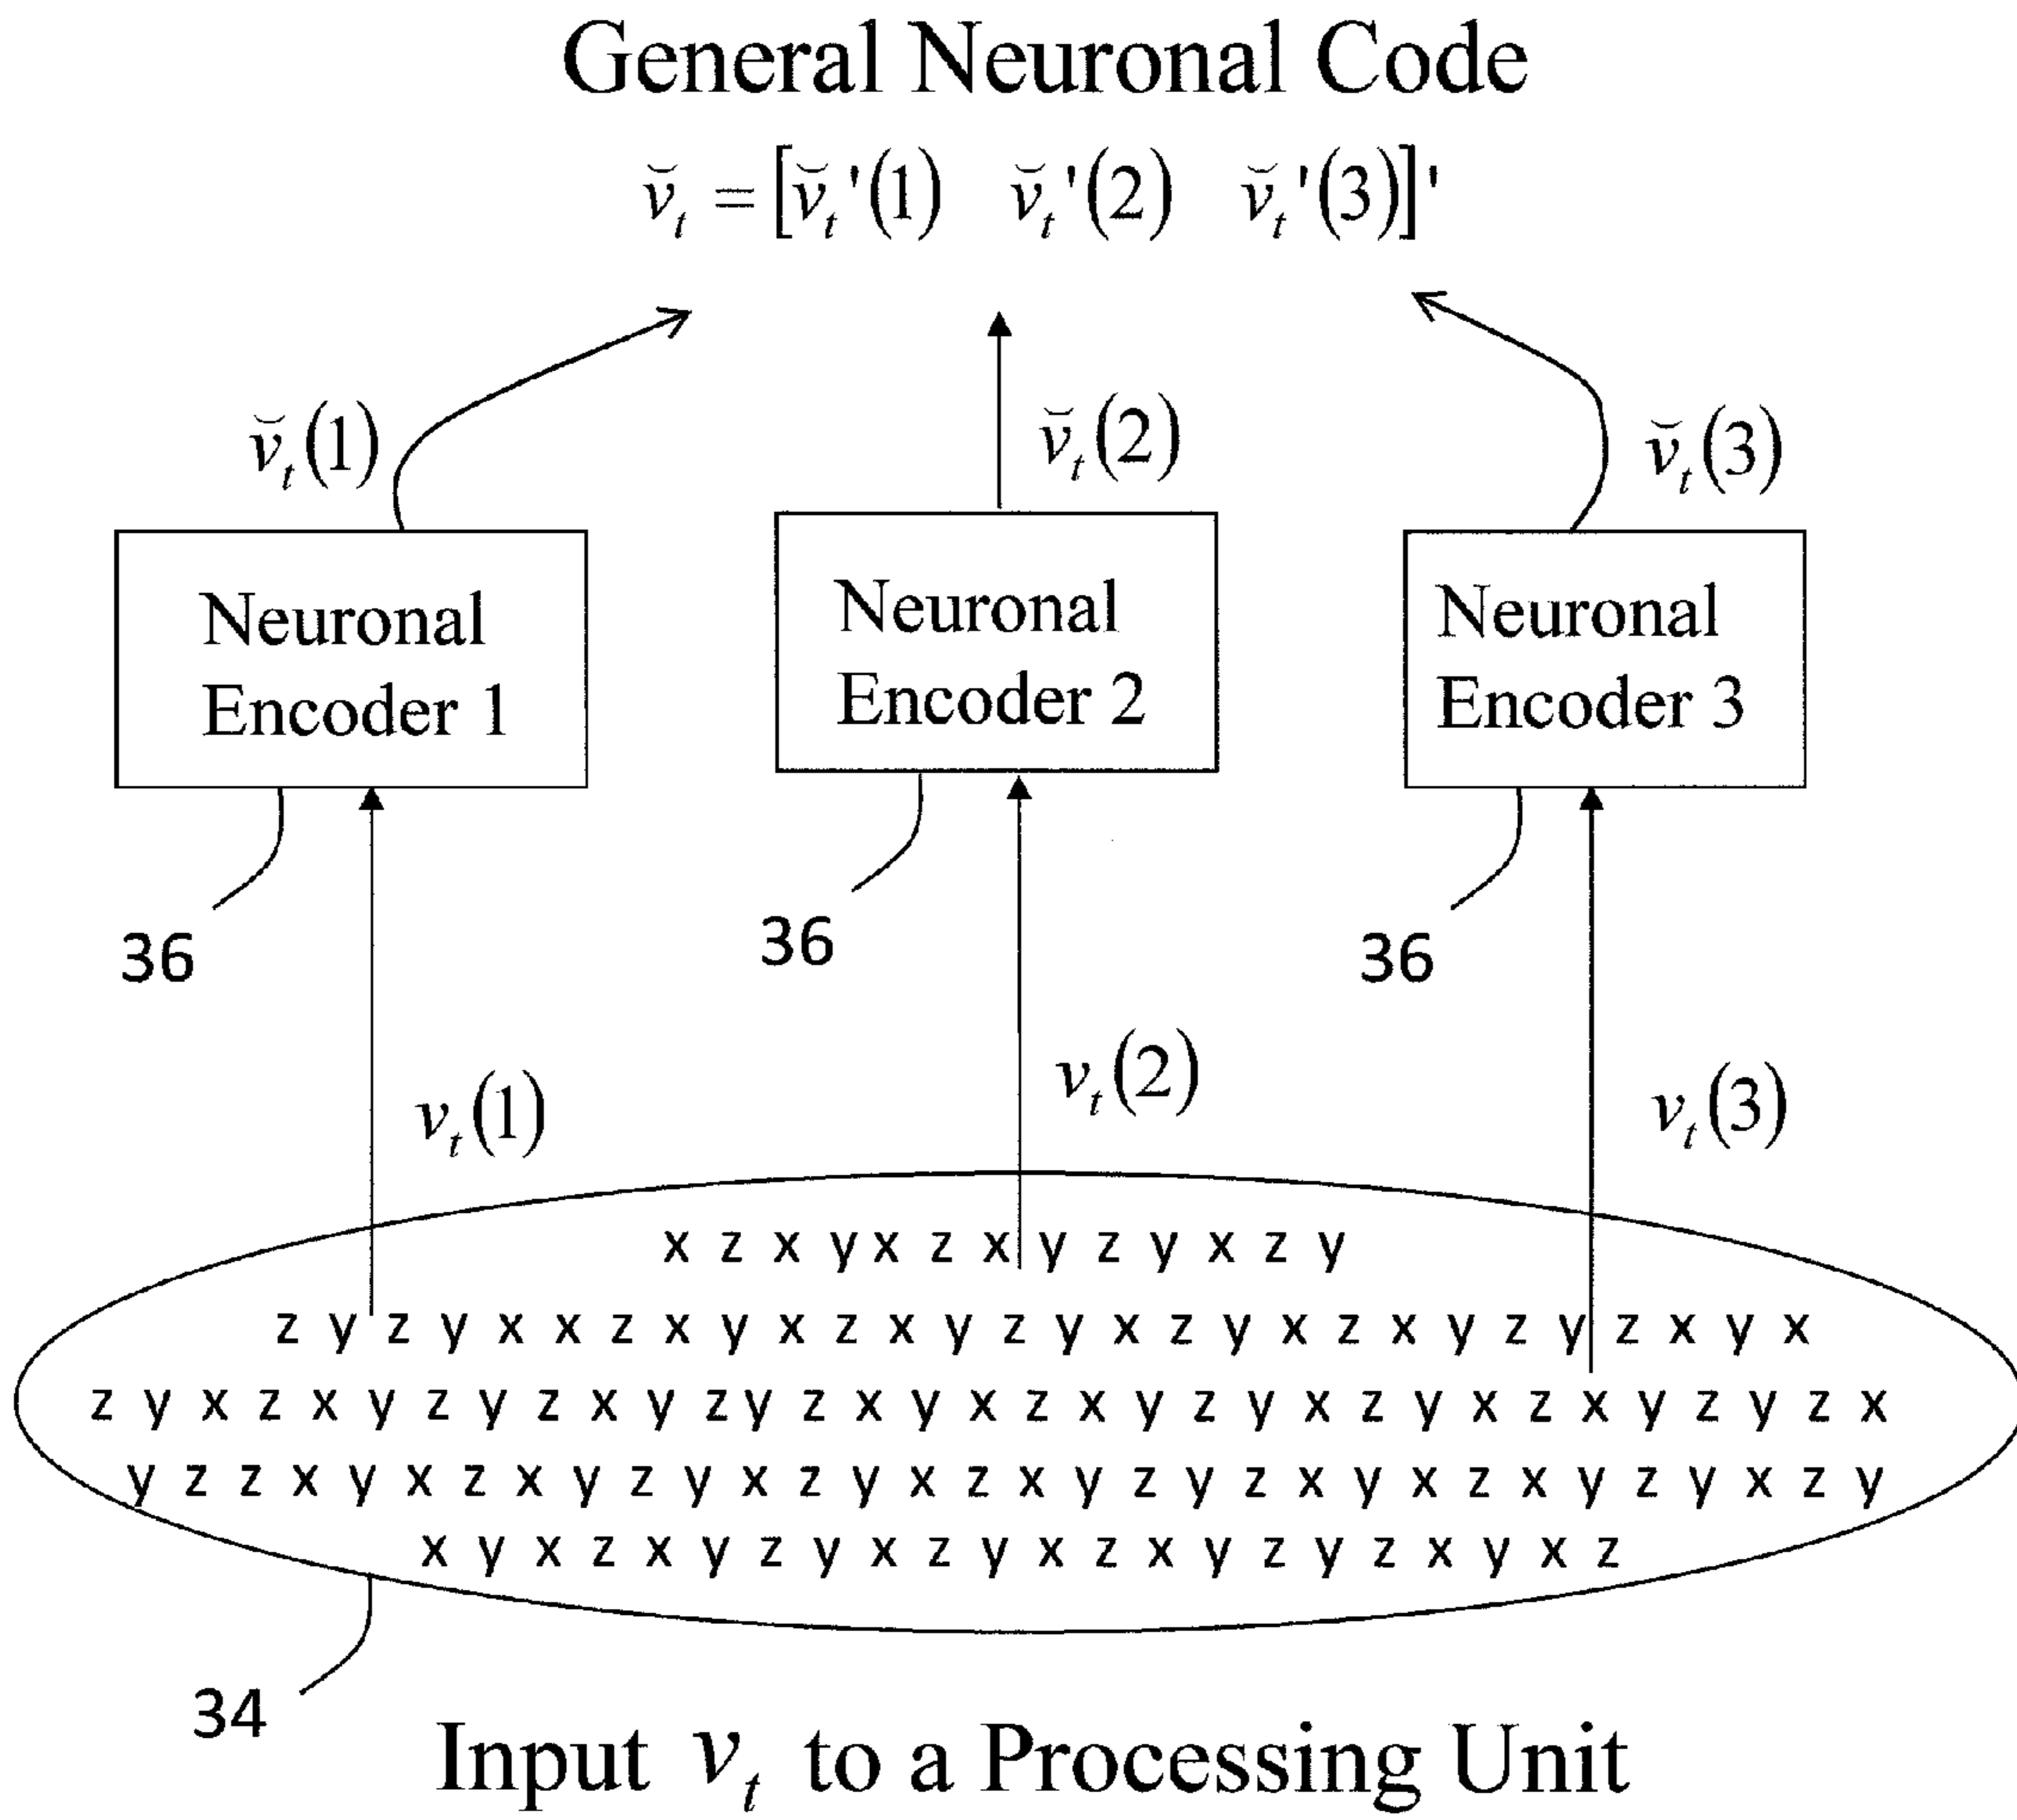 General Neuronal Code
v̆ₜ = [v̆ₜ'(1) v̆ₜ'(2) v̆ₜ'(3)]'
v̆ₜ(1)
v̆ₜ(2)
v̆ₜ(3)
Neuronal
Encoder 1
Neuronal
Encoder 2
Neuronal
Encoder 3
36
36
36
vₜ(1)
vₜ(2)
vₜ(3)
x z x y x z x y z y x z y
z y z y x x z x y x z x y z y x z y x z x y z y z x y x
z y x z x y z y z x y z y z x y x z x y z y x z y x z x y z y z x
y z z x y x z x y z y x z y x z x y z y z x y x z x y z y x z y
x y x z x y z y x z y x z x y z y z x y x z
34
Input vₜ to a Processing Unit